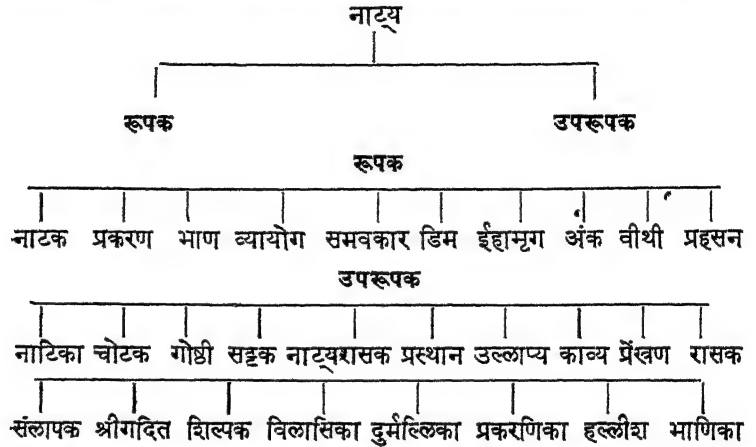 नाट्य
रूपक उपरूपक
रूपक
नाटक प्रकरण भाण व्यायोग समवकार डिम ईहामृग अंक वीथी प्रहसन
उपरूपक
नाटिका त्रोटक गोष्ठी सट्टक नाट्यरासक प्रस्थान उल्लाप्य काव्य प्रेंखण रासक
संलापक श्रीगदित शिल्पक विलासिका दुर्मल्लिका प्रकरणिका हल्लीश भाणिका